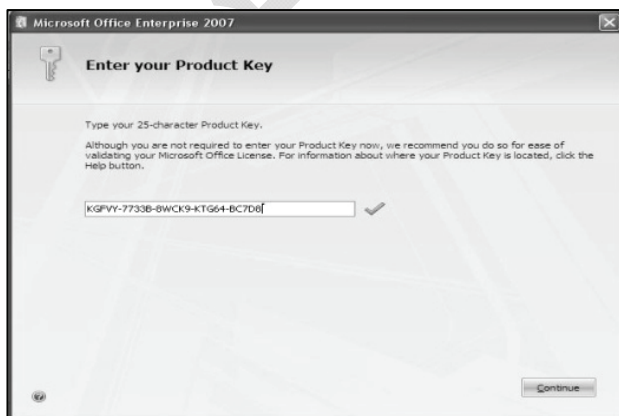 Microsoft Office Enterprise 2007
Enter your Product Key
Type your 25-character Product Key.
Although you are not required to enter your Product Key now, we recommend you do so for ease of
validating your Microsoft Office License. For information about where your Product Key is located, click the
Help button.
KGFVY-7733B-8WCK9-KTG64-BC7D8
Continue